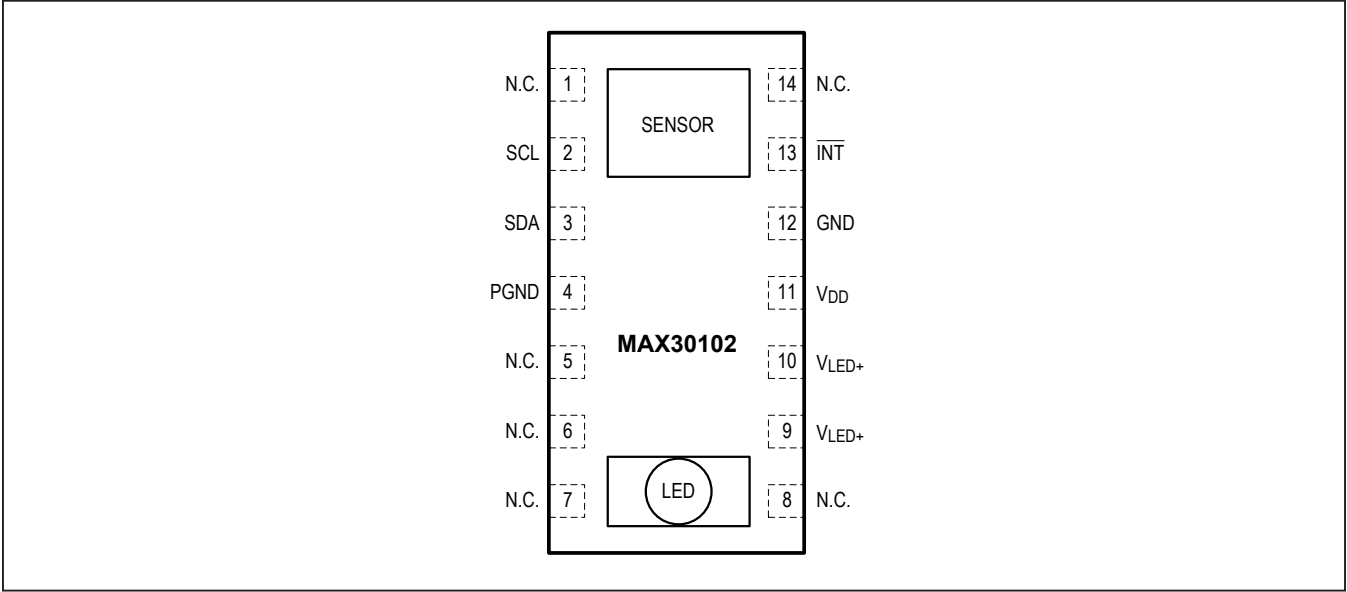 N.C. 1 14 N.C.
SENSOR
SCL 2 13 I̅N̅T̅
SDA 3 12 GND
PGND 4 11 VDD
MAX30102
N.C. 5 10 VLED+
N.C. 6 9 VLED+
LED
N.C. 7 8 N.C.